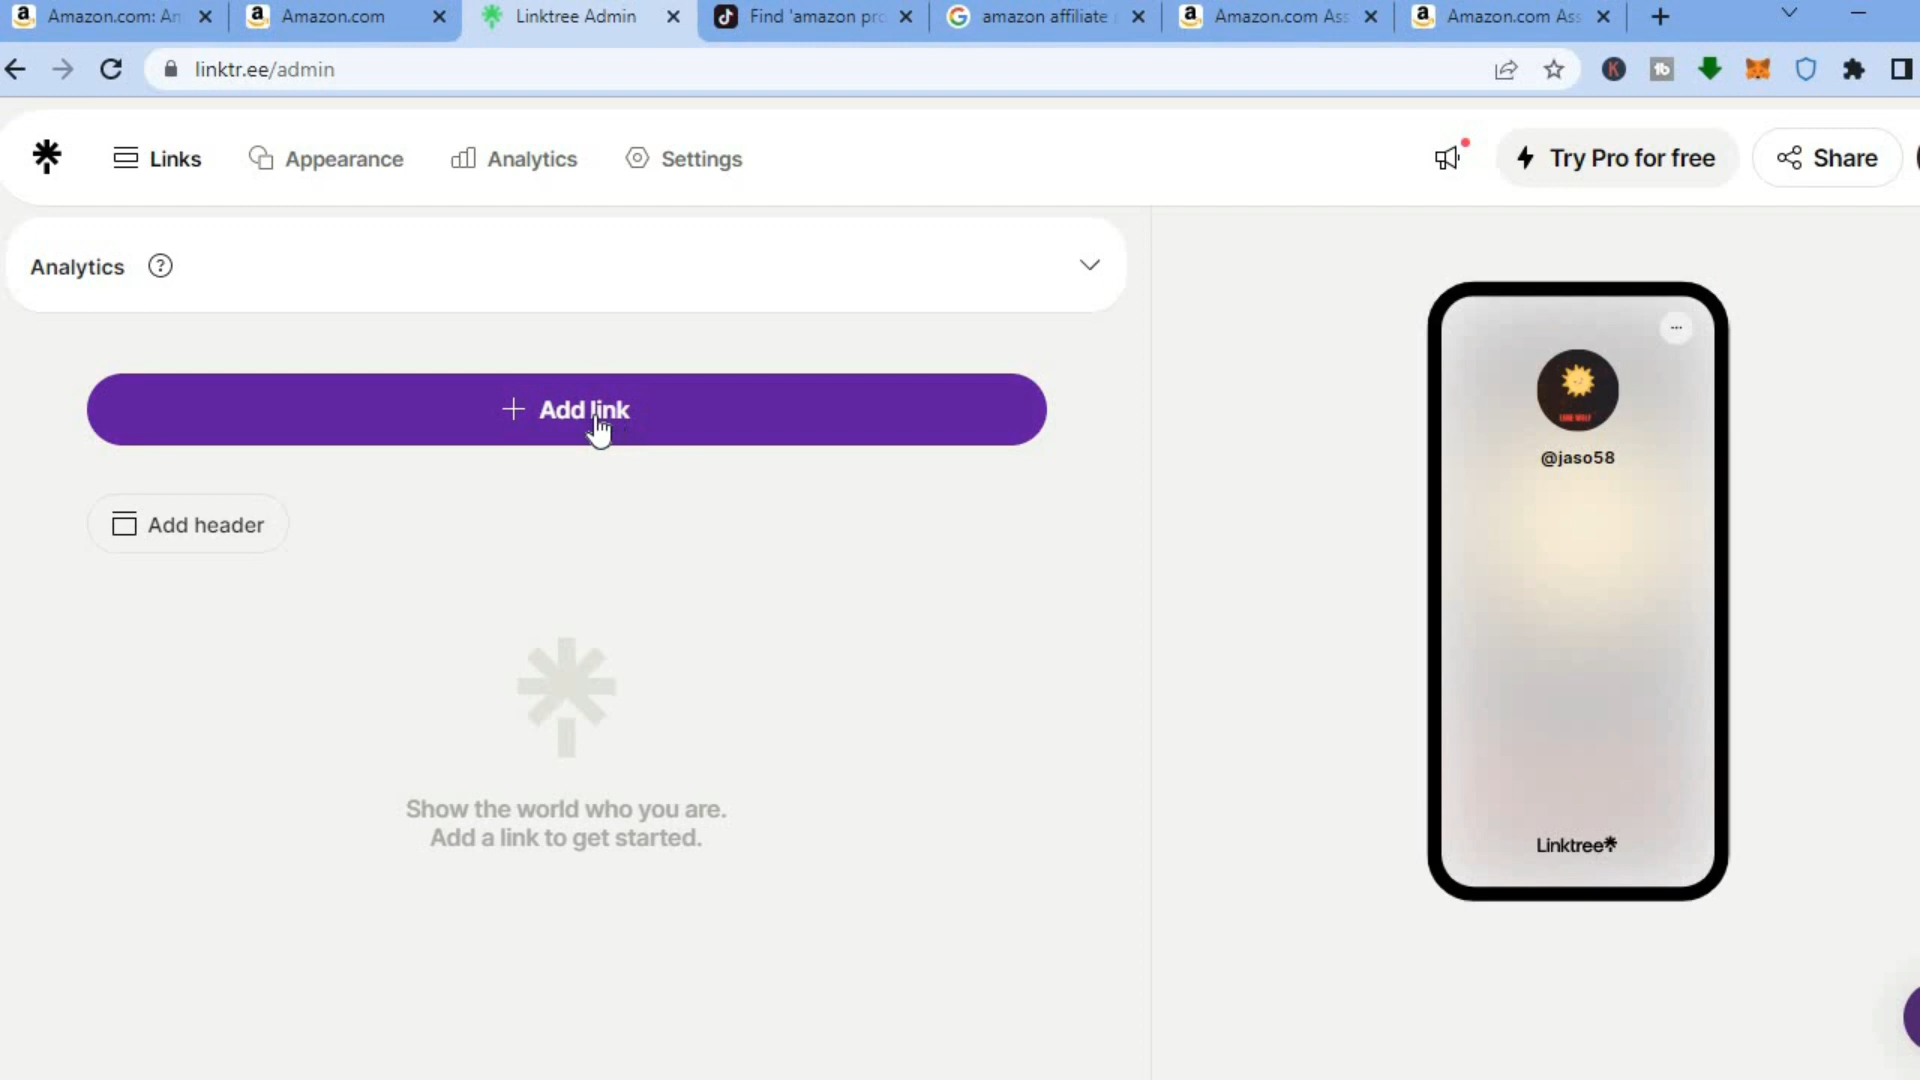 Amazon.com: An
Amazon.com
Linktree Admin
Find 'amazon pro
amazon affiliate
Amazon.com Ass
Amazon.com Ass
linktr.ee/admin
Links
Appearance
Analytics
Settings
Try Pro for free
Share
Analytics ?
+ Add link
Add header
Show the world who you are.
Add a link to get started.
@jaso58
Linktree